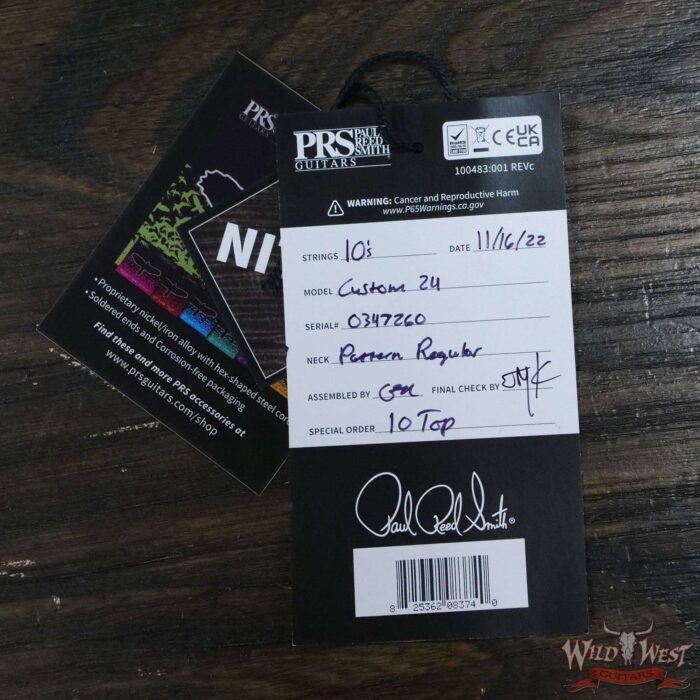 PRS PAUL REED SMITH
GUITARS
UK CA
100483:001 REVc
WARNING: Cancer and Reproductive Harm
www.P65Warnings.ca.gov
STRINGS 10's DATE 11/16/22
MODEL Custom 24
SERIAL# 0347260
NECK Pattern Regular
ASSEMBLED BY FINAL CHECK BY JMK
SPECIAL ORDER 10 Top
Paul Reed Smith®
8 25362 08374 0
PRS
GUITARS
NI
• Proprietary nickel/iron alloy with hex-shaped steel
• Soldered ends and Corrosion-free packaging
Find these and more PRS accessories at
www.prsguitars.com/shop
WILD WEST
GUITARS